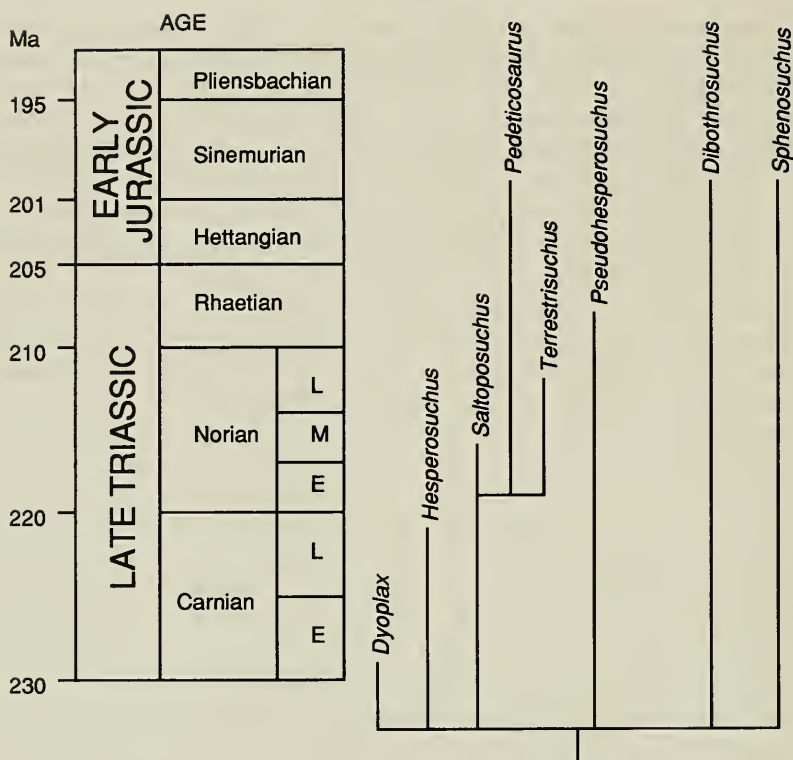 Ma
AGE
Pliensbachian
195
Sinemurian
201
Hettangian
205
Rhaetian
210
Norian
L
M
E
220
Carnian
L
E
230
EARLY
JURASSIC
LATE TRIASSIC
Dyoplax
Hesperosuchus
Saltoposuchus
Pedeticosaurus
Terrestrisuchus
Pseudohesperosuchus
Dibothrosuchus
Sphenosuchus